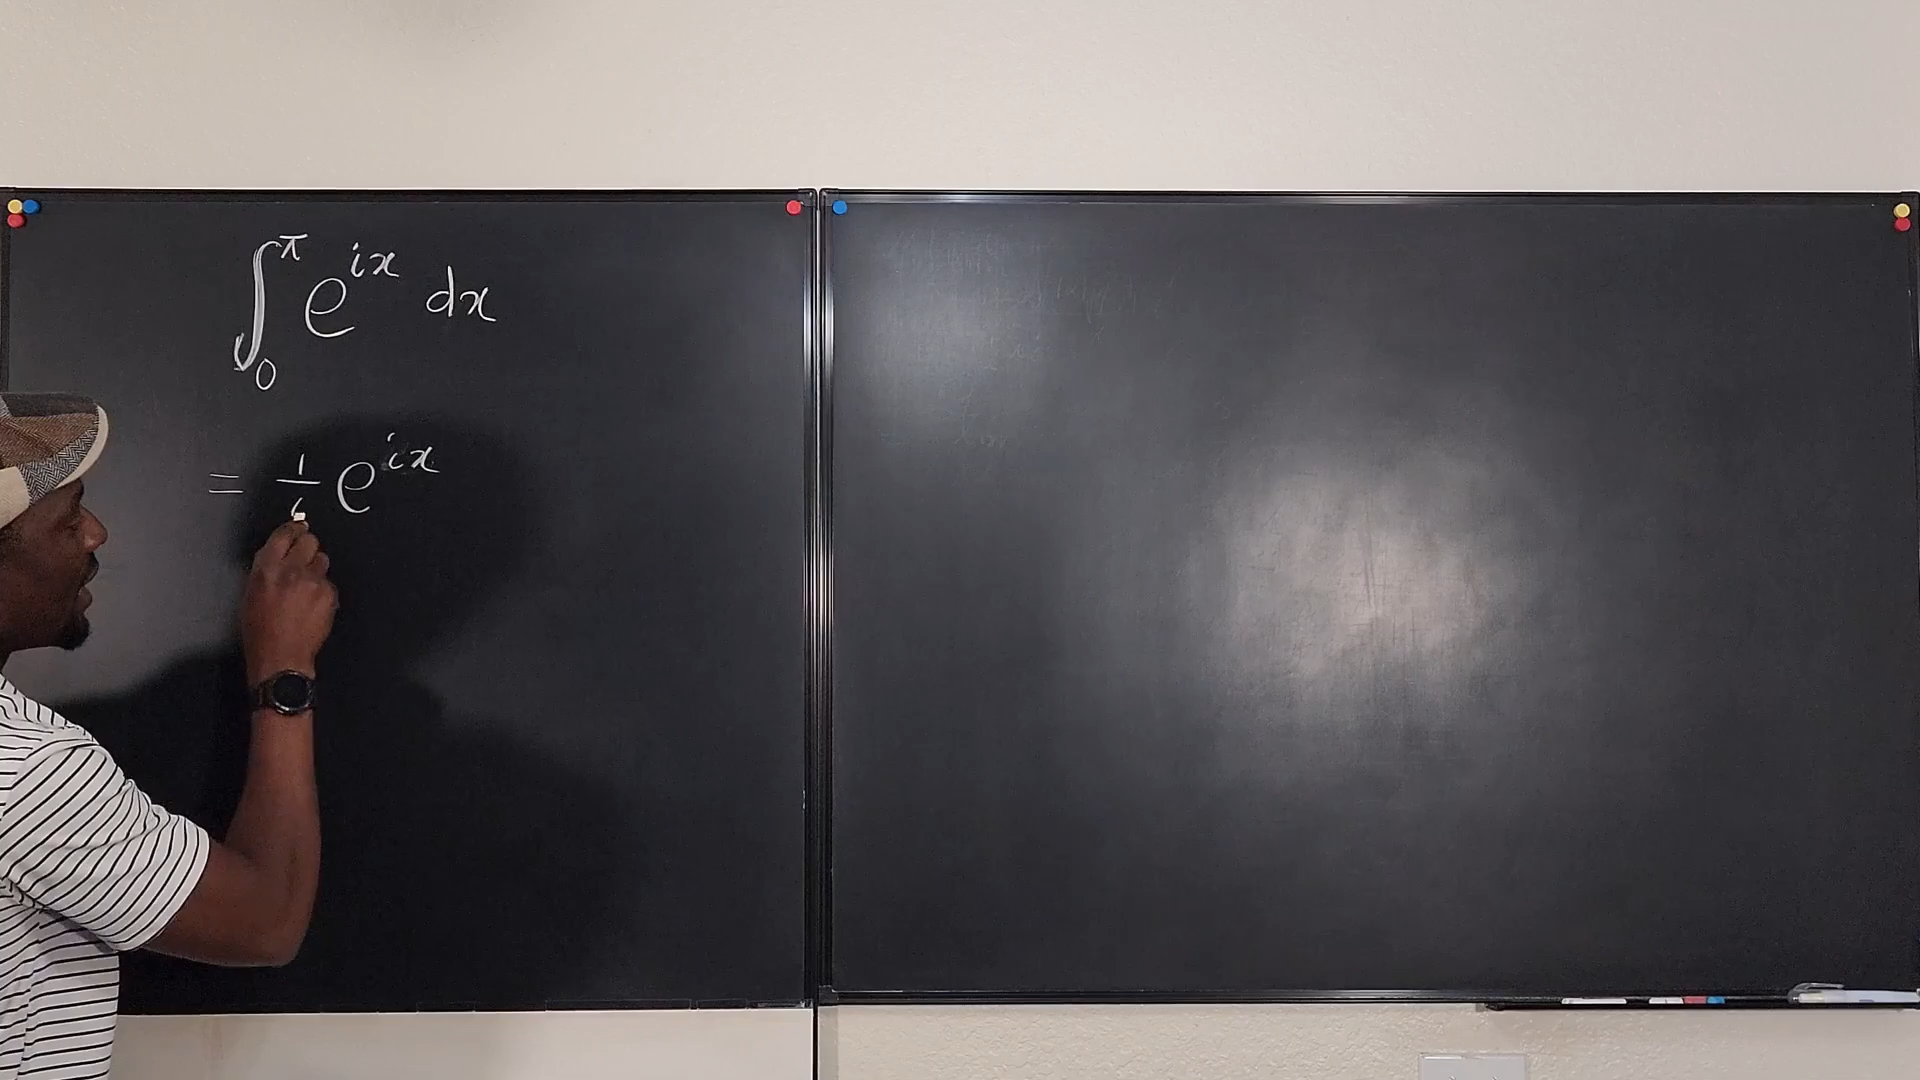 ∫₀^π e^{ix} dx
= 1/i e^{ix}